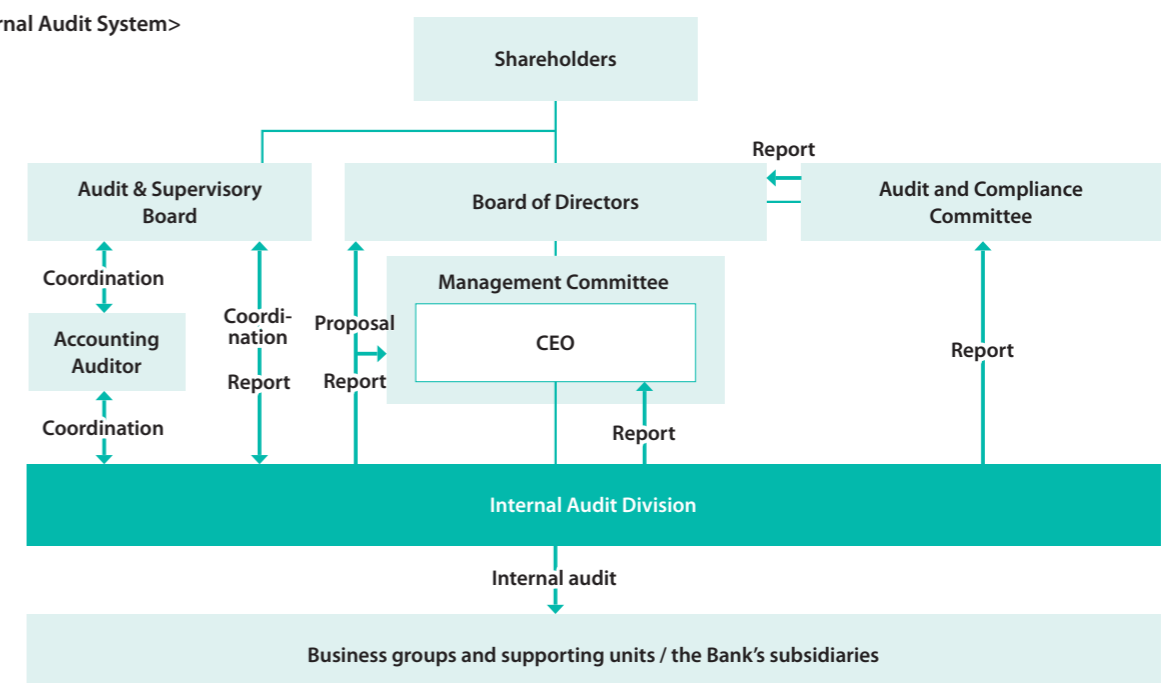 rnal Audit System>
Shareholders
Report
Audit & Supervisory
Board
Board of Directors
Audit and Compliance
Committee
Coordination
Management Committee
Coordi-
nation
Proposal
CEO
Accounting
Auditor
Report
Report
Report
Coordination
Report
Internal Audit Division
Internal audit
Business groups and supporting units / the Bank’s subsidiaries